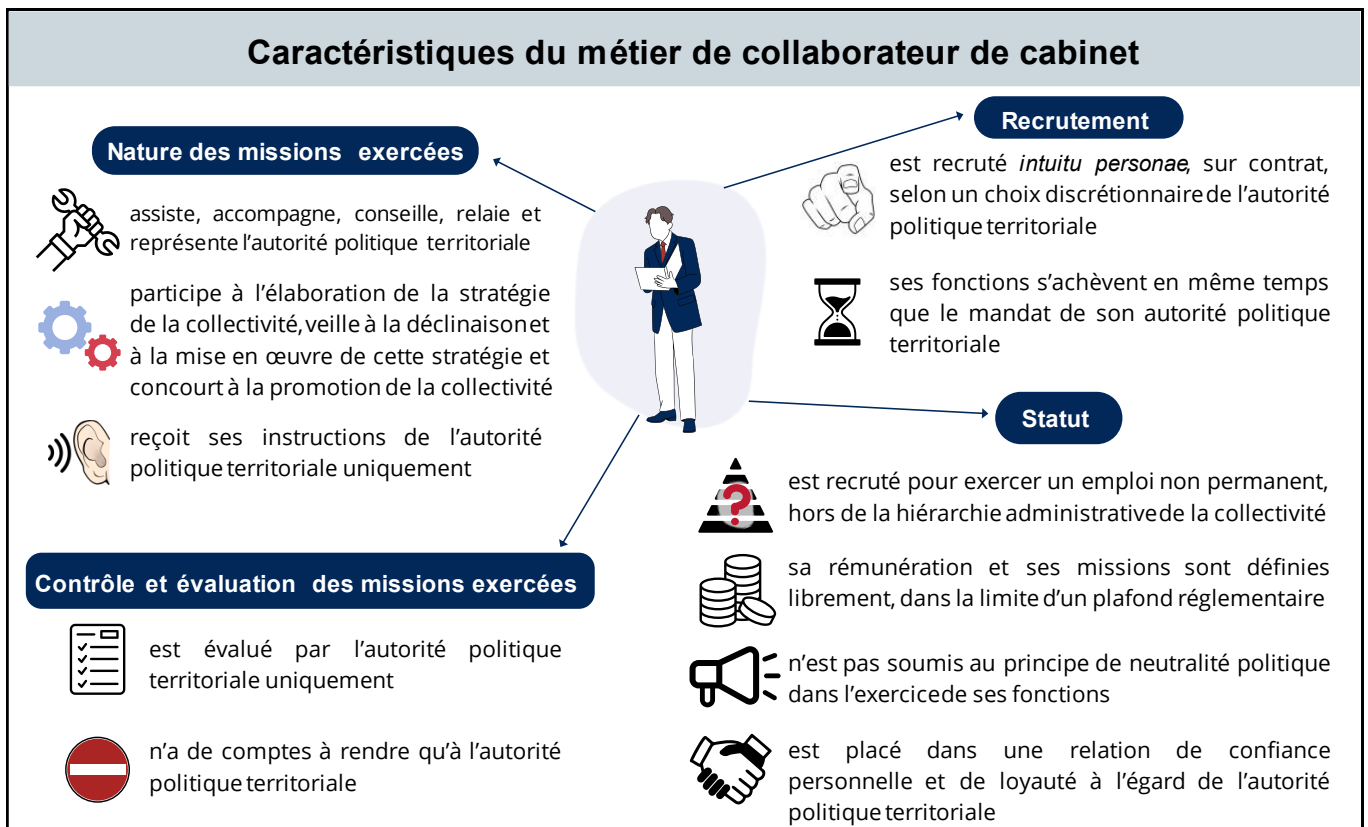 Caractéristiques du métier de collaborateur de cabinet
Nature des missions exercées
assiste, accompagne, conseille, relaie et
représente l’autorité politique territoriale
participe à l’élaboration de la stratégie
de la collectivité, veille à la déclinaison et
à la mise en œuvre de cette stratégie et
concourt à la promotion de la collectivité
reçoit ses instructions de l’autorité
politique territoriale uniquement
Contrôle et évaluation des missions exercées
est évalué par l’autorité politique
territoriale uniquement
n’a de comptes à rendre qu’à l’autorité
politique territoriale
Recrutement
est recruté intuitu personae, sur contrat,
selon un choix discrétionnaire de l’autorité
politique territoriale
ses fonctions s’achèvent en même temps
que le mandat de son autorité politique
territoriale
Statut
?
est recruté pour exercer un emploi non permanent,
hors de la hiérarchie administrative de la collectivité
sa rémunération et ses missions sont définies
librement, dans la limite d’un plafond réglementaire
n’est pas soumis au principe de neutralité politique
dans l’exercice de ses fonctions
est placé dans une relation de confiance
personnelle et de loyauté à l’égard de l’autorité
politique territoriale